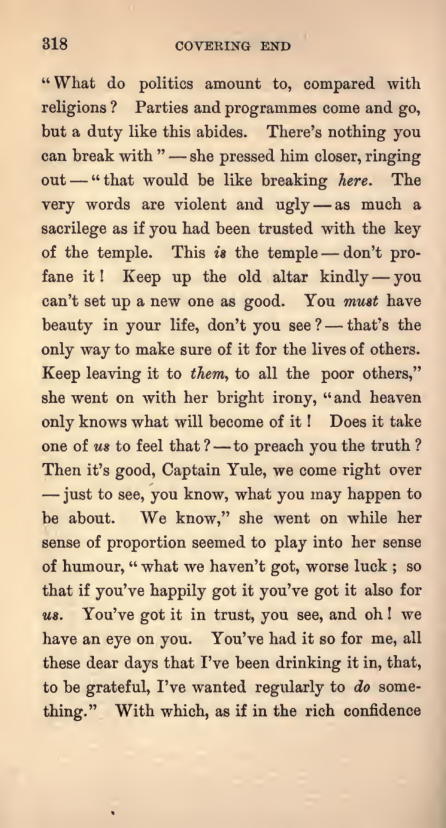 318 COVERING END
“What do politics amount to, compared with
religions? Parties and programmes come and go,
but a duty like this abides. There’s nothing you
can break with” — she pressed him closer, ringing
out — “that would be like breaking here. The
very words are violent and ugly — as much a
sacrilege as if you had been trusted with the key
of the temple. This is the temple — don’t pro-
fane it! Keep up the old altar kindly — you
can’t set up a new one as good. You must have
beauty in your life, don’t you see? — that’s the
only way to make sure of it for the lives of others.
Keep leaving it to them, to all the poor others,”
she went on with her bright irony, “and heaven
only knows what will become of it! Does it take
one of us to feel that? — to preach you the truth?
Then it’s good, Captain Yule, we come right over
— just to see, you know, what you may happen to
be about. We know,” she went on while her
sense of proportion seemed to play into her sense
of humour, “what we haven’t got, worse luck; so
that if you’ve happily got it you’ve got it also for
us. You’ve got it in trust, you see, and oh! we
have an eye on you. You’ve had it so for me, all
these dear days that I’ve been drinking it in, that,
to be grateful, I’ve wanted regularly to do some-
thing.” With which, as if in the rich confidence